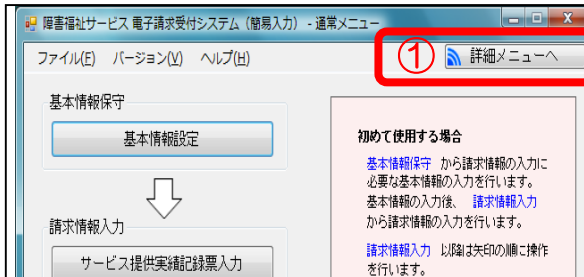 障害福祉サービス 電子請求受付システム（簡易入力） - 通常メニュー
ファイル(F) バージョン(V) ヘルプ(H)
① 詳細メニューへ
基本情報保守
基本情報設定
請求情報入力
サービス提供実績記録票入力
初めて使用する場合
基本情報保守 から請求情報の入力に
必要な基本情報の入力を行います。
基本情報の入力後、 請求情報入力
から請求情報の入力を行います。
請求情報入力 以降は矢印の順に操作
を行います。